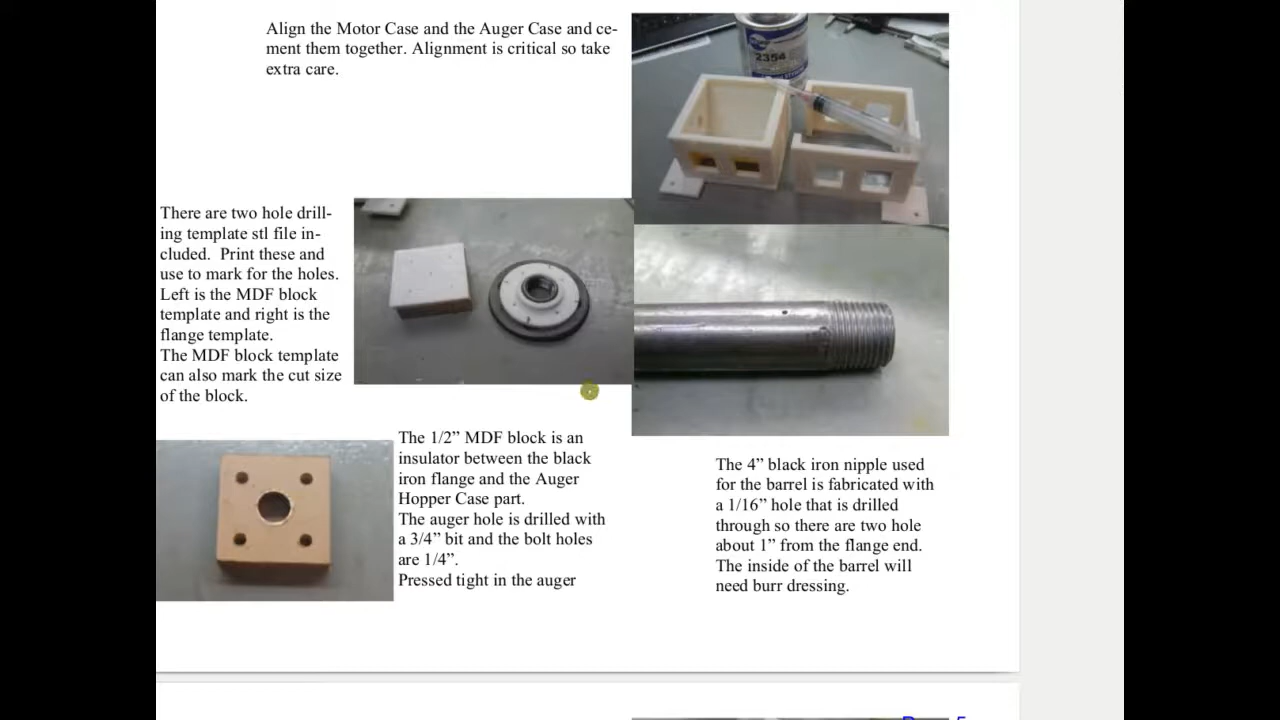 Align the Motor Case and the Auger Case and ce-
ment them together. Alignment is critical so take
extra care.
2354
There are two hole drill-
ing template stl file in-
cluded.  Print these and
use to mark for the holes.
Left is the MDF block
template and right is the
flange template.
The MDF block template
can also mark the cut size
of the block.
The 1/2” MDF block is an
insulator between the black
iron flange and the Auger
Hopper Case part.
The auger hole is drilled with
a 3/4” bit and the bolt holes
are 1/4”.
Pressed tight in the auger
The 4” black iron nipple used
for the barrel is fabricated with
a 1/16” hole that is drilled
through so there are two hole
about 1” from the flange end.
The inside of the barrel will
need burr dressing.